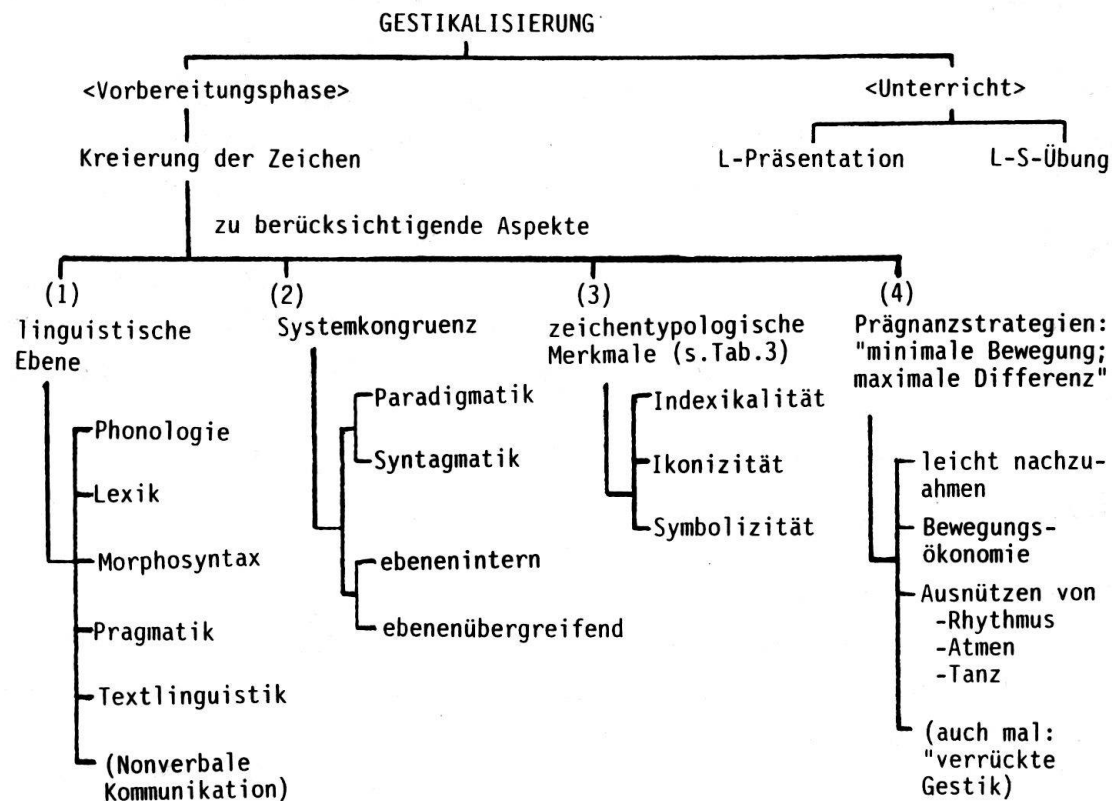 GESTIKALISIERUNG
<Vorbereitungsphase>
<Unterricht>
Kreierung der Zeichen
L-Präsentation
L-S-Übung
zu berücksichtigende Aspekte
(1)
linguistische
Ebene
Phonologie
Lexik
Morphosyntax
Pragmatik
Textlinguistik
(Nonverbale
Kommunikation)
(2)
Systemkongruenz
Paradigmatik
Syntagmatik
ebenenintern
ebenenübergreifend
(3)
zeichentypologische
Merkmale (s.Tab.3)
Indexikalität
Ikonizität
Symbolizität
(4)
Prägnanzstrategien:
"minimale Bewegung;
maximale Differenz"
leicht nachzu-
ahmen
Bewegungs-
ökonomie
Ausnützen von
-Rhythmus
-Atmen
-Tanz
(auch mal:
"verrückte
Gestik)